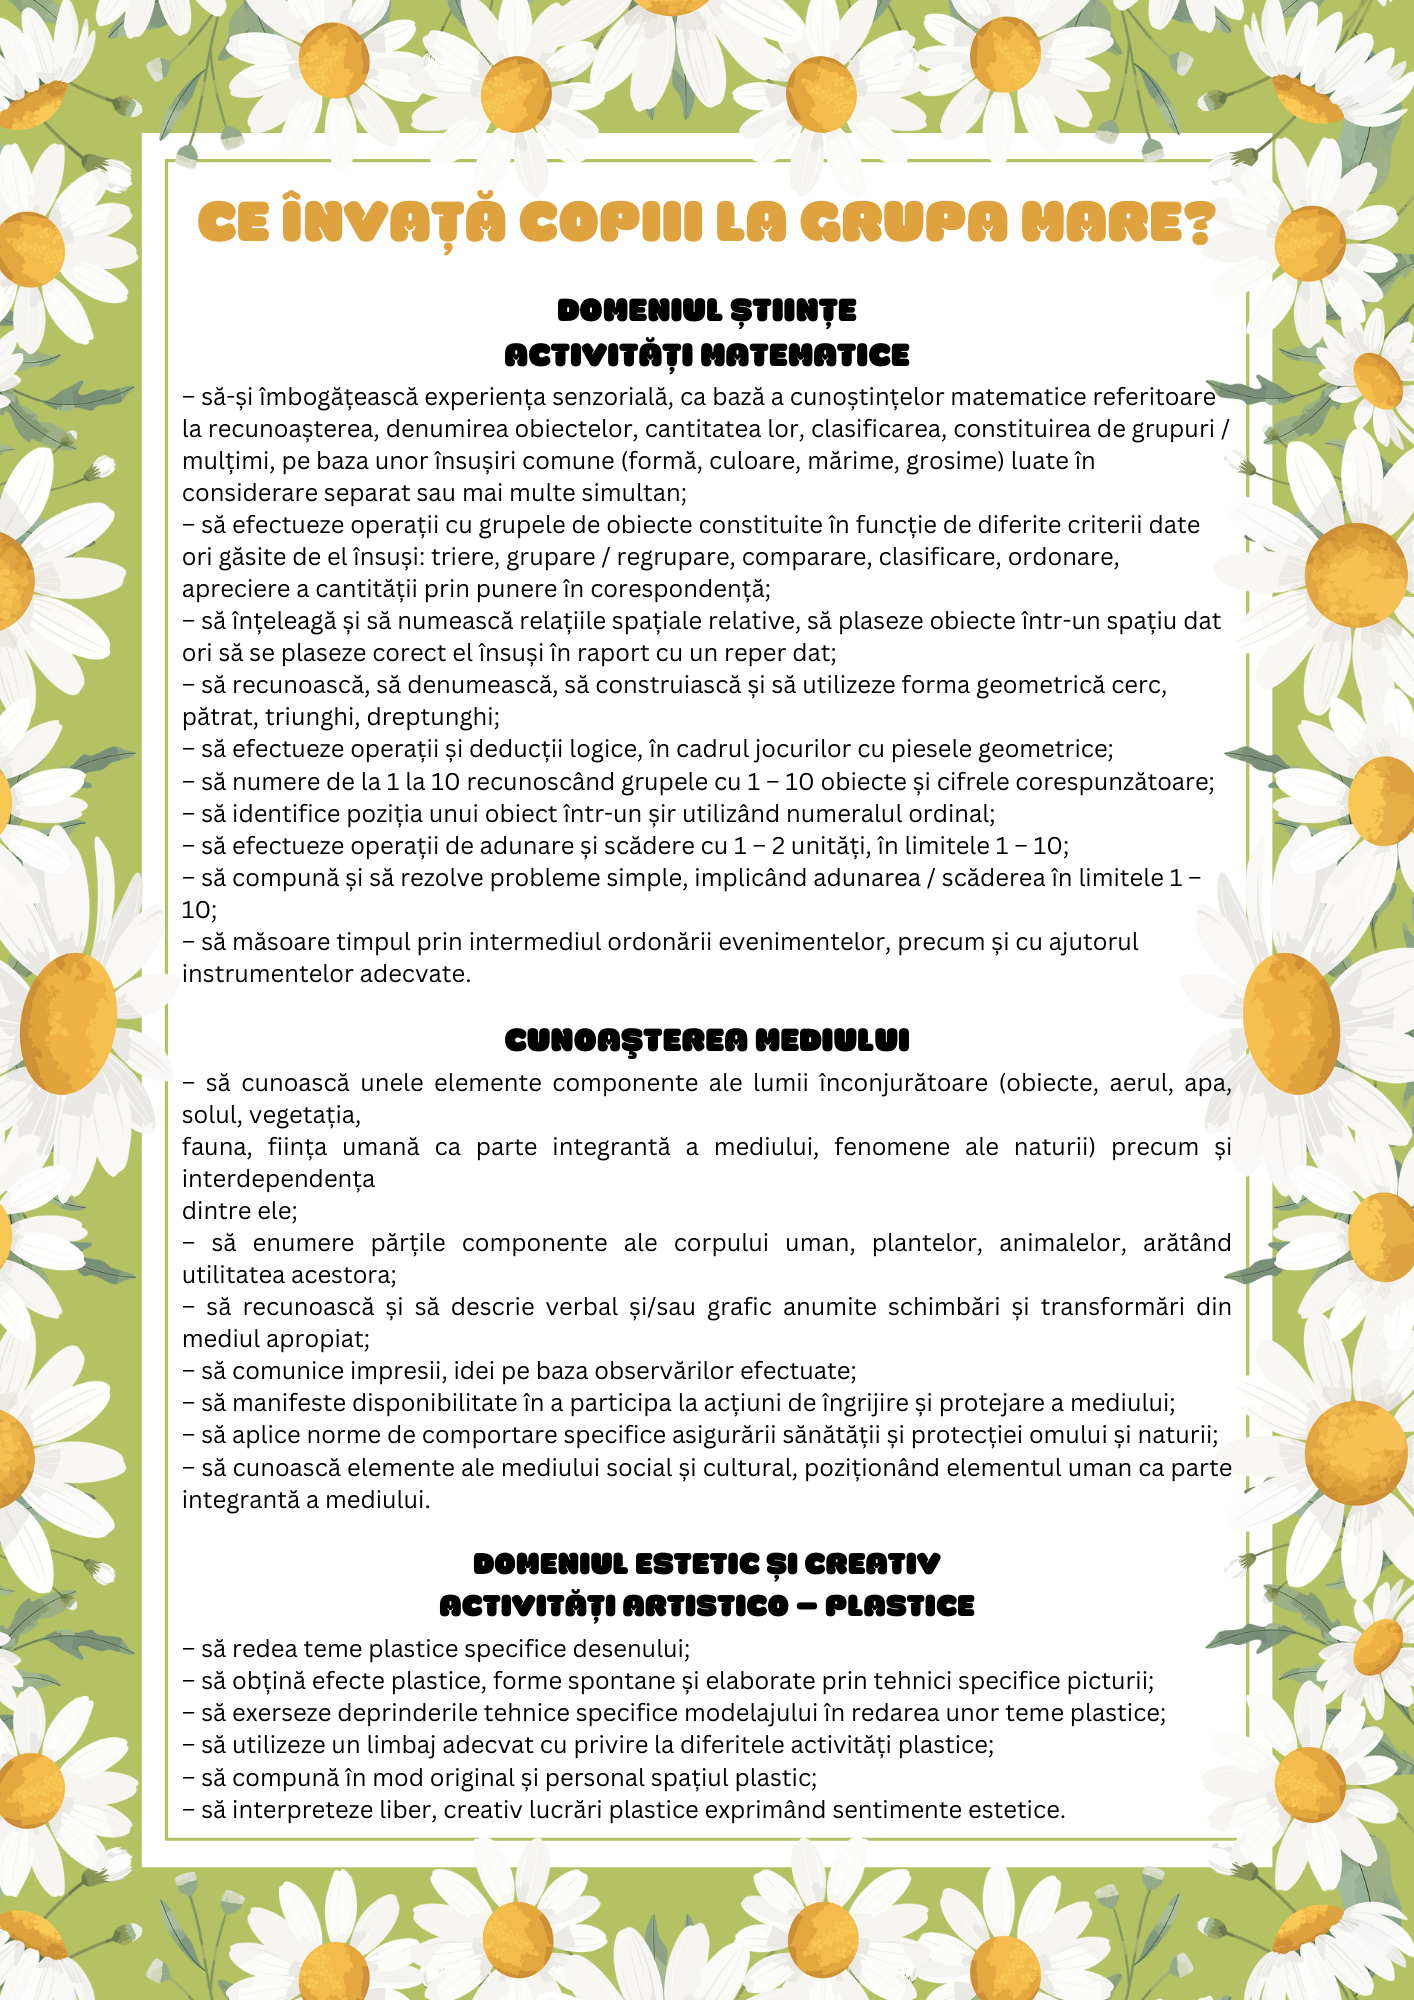 CE ÎNVAȚĂ COPIII LA GRUPA MARE?
DOMENIUL ȘTIINȚE
ACTIVITĂȚI MATEMATICE
– să-și îmbogățească experiența senzorială, ca bază a cunoștințelor matematice referitoare
la recunoașterea, denumirea obiectelor, cantitatea lor, clasificarea, constituirea de grupuri /
mulțimi, pe baza unor însușiri comune (formă, culoare, mărime, grosime) luate în
considerare separat sau mai multe simultan;
– să efectueze operații cu grupele de obiecte constituite în funcție de diferite criterii date
ori găsite de el însuși: triere, grupare / regrupare, comparare, clasificare, ordonare,
apreciere a cantității prin punere în corespondență;
– să înțeleagă și să numească relațiile spațiale relative, să plaseze obiecte într-un spațiu dat
ori să se plaseze corect el însuși în raport cu un reper dat;
– să recunoască, să denumească, să construiască și să utilizeze forma geometrică cerc,
pătrat, triunghi, dreptunghi;
– să efectueze operații și deducții logice, în cadrul jocurilor cu piesele geometrice;
– să numere de la 1 la 10 recunoscând grupele cu 1 – 10 obiecte și cifrele corespunzătoare;
– să identifice poziția unui obiect într-un șir utilizând numeralul ordinal;
– să efectueze operații de adunare și scădere cu 1 – 2 unități, în limitele 1 – 10;
– să compună și să rezolve probleme simple, implicând adunarea / scăderea în limitele 1 –
10;
– să măsoare timpul prin intermediul ordonării evenimentelor, precum și cu ajutorul
instrumentelor adecvate.
CUNOAŞTEREA MEDIULUI
– să cunoască unele elemente componente ale lumii înconjurătoare (obiecte, aerul, apa,
solul, vegetația,
fauna, ființa umană ca parte integrantă a mediului, fenomene ale naturii) precum și
interdependența
dintre ele;
– să enumere părțile componente ale corpului uman, plantelor, animalelor, arătând
utilitatea acestora;
– să recunoască și să descrie verbal și/sau grafic anumite schimbări și transformări din
mediul apropiat;
– să comunice impresii, idei pe baza observărilor efectuate;
– să manifeste disponibilitate în a participa la acțiuni de îngrijire și protejare a mediului;
– să aplice norme de comportare specifice asigurării sănătății și protecției omului și naturii;
– să cunoască elemente ale mediului social și cultural, poziționând elementul uman ca parte
integrantă a mediului.
DOMENIUL ESTETIC ȘI CREATIV
ACTIVITĂȚI ARTISTICO – PLASTICE
– să redea teme plastice specifice desenului;
– să obțină efecte plastice, forme spontane și elaborate prin tehnici specifice picturii;
– să exerseze deprinderile tehnice specifice modelajului în redarea unor teme plastice;
– să utilizeze un limbaj adecvat cu privire la diferitele activități plastice;
– să compună în mod original și personal spațiul plastic;
– să interpreteze liber, creativ lucrări plastice exprimând sentimente estetice.